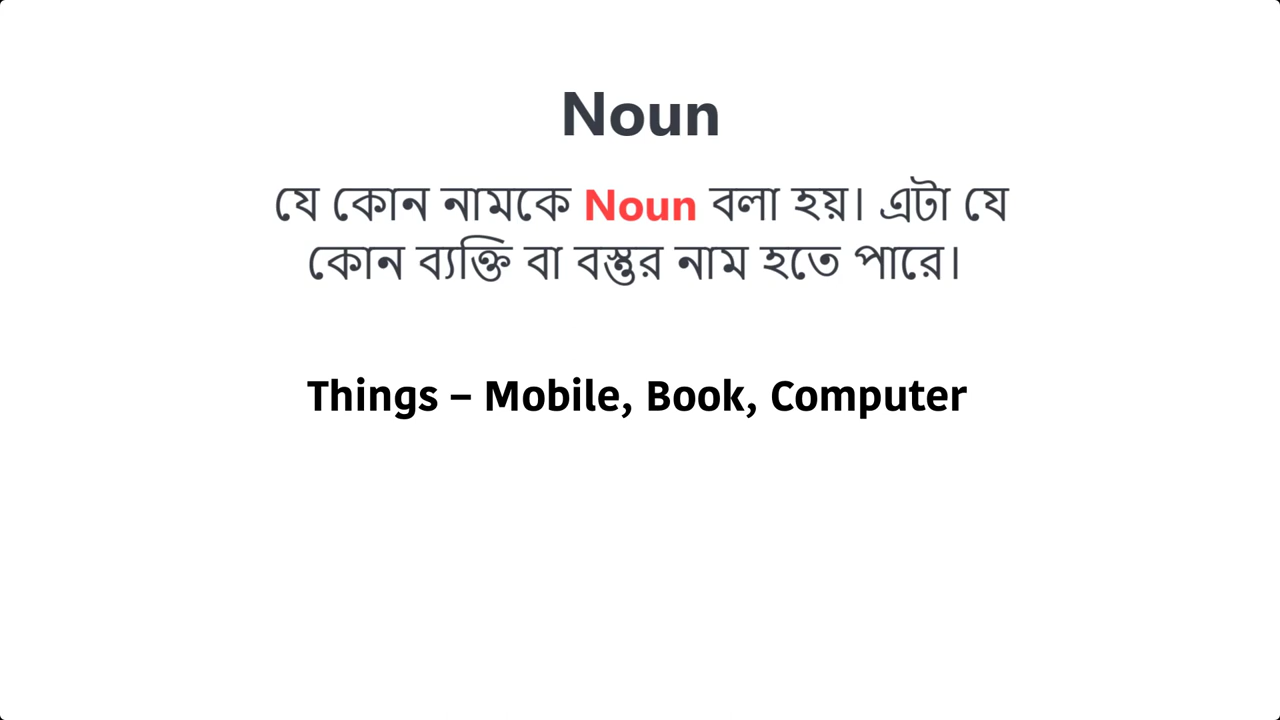 Noun
যে কোন নামকে Noun বলা হয়। এটা যে
কোন ব্যক্তি বা বস্তুর নাম হতে পারে।
Things – Mobile, Book, Computer